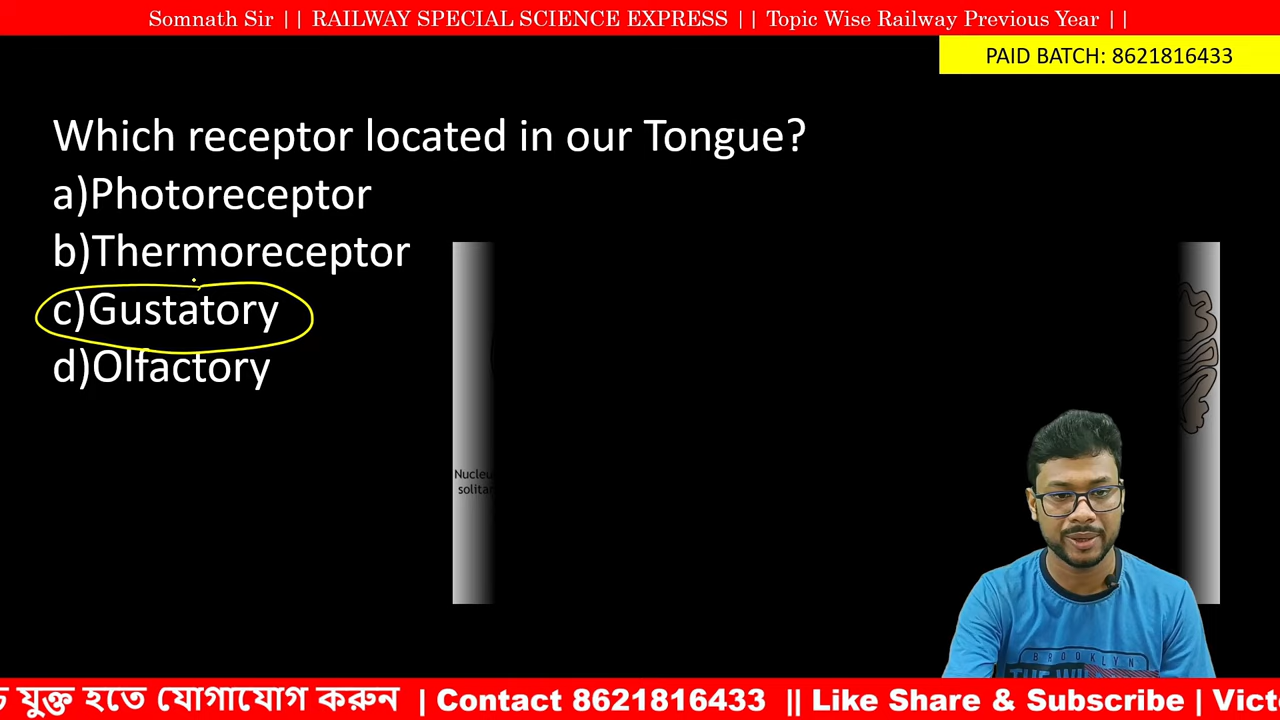 Somnath Sir || RAILWAY SPECIAL SCIENCE EXPRESS || Topic Wise Railway Previous Year ||
PAID BATCH: 8621816433
Which receptor located in our Tongue?
a)Photoreceptor
b)Thermoreceptor
c)Gustatory
d)Olfactory
BROOKLYN
যুক্ত হতে যোগাযোগ করুন | Contact 8621816433 || Like Share & Subscribe |